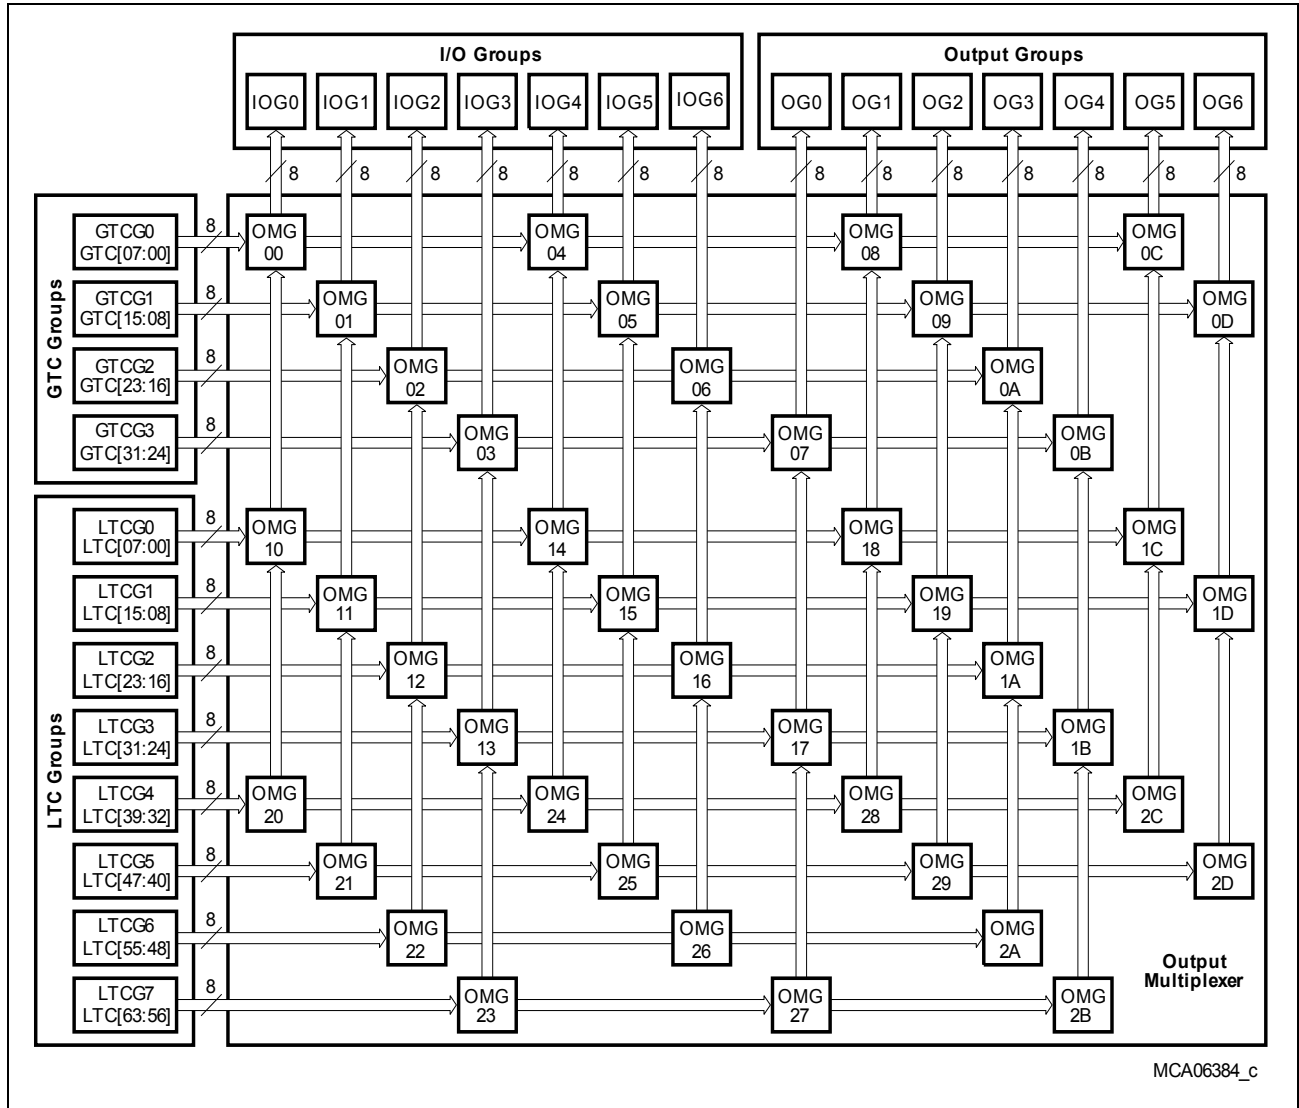 I/O Groups
Output Groups
IOG0 IOG1 IOG2 IOG3 IOG4 IOG5 IOG6 OG0 OG1 OG2 OG3 OG4 OG5 OG6
8 8 8 8 8 8 8 8 8 8 8 8 8 8
GTC Groups
GTCG0
GTC[07:00]
8
OMG
00
OMG
04
OMG
08
OMG
0C
GTCG1
GTC[15:08]
8
OMG
01
OMG
05
OMG
09
OMG
0D
GTCG2
GTC[23:16]
8
OMG
02
OMG
06
OMG
0A
GTCG3
GTC[31:24]
8
OMG
03
OMG
07
OMG
0B
LTC Groups
LTCG0
LTC[07:00]
8
OMG
10
OMG
14
OMG
18
OMG
1C
LTCG1
LTC[15:08]
8
OMG
11
OMG
15
OMG
19
OMG
1D
LTCG2
LTC[23:16]
8
OMG
12
OMG
16
OMG
1A
LTCG3
LTC[31:24]
8
OMG
13
OMG
17
OMG
1B
LTCG4
LTC[39:32]
8
OMG
20
OMG
24
OMG
28
OMG
2C
LTCG5
LTC[47:40]
8
OMG
21
OMG
25
OMG
29
OMG
2D
LTCG6
LTC[55:48]
8
OMG
22
OMG
26
OMG
2A
LTCG7
LTC[63:56]
8
OMG
23
OMG
27
OMG
2B
Output
Multiplexer
MCA06384_c